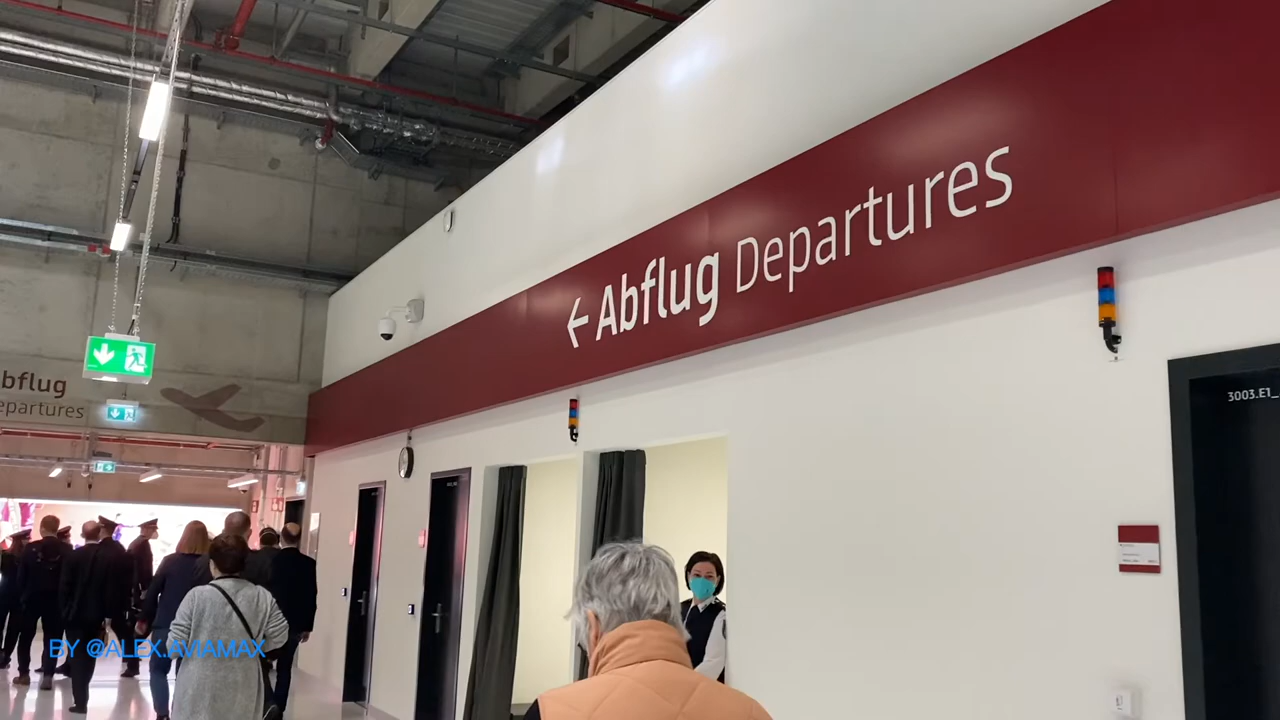 ← Abflug Departures
bflug
epartures
3003.E1_
BY @ALEX.AVIAMAX